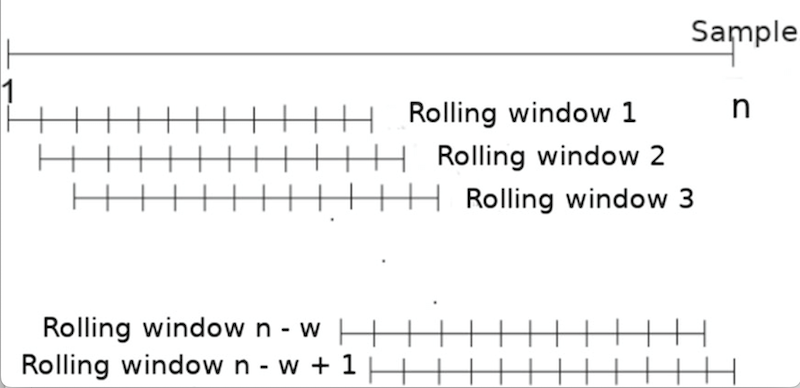 Sample
1
n
Rolling window 1
Rolling window 2
Rolling window 3
Rolling window n - w
Rolling window n - w + 1